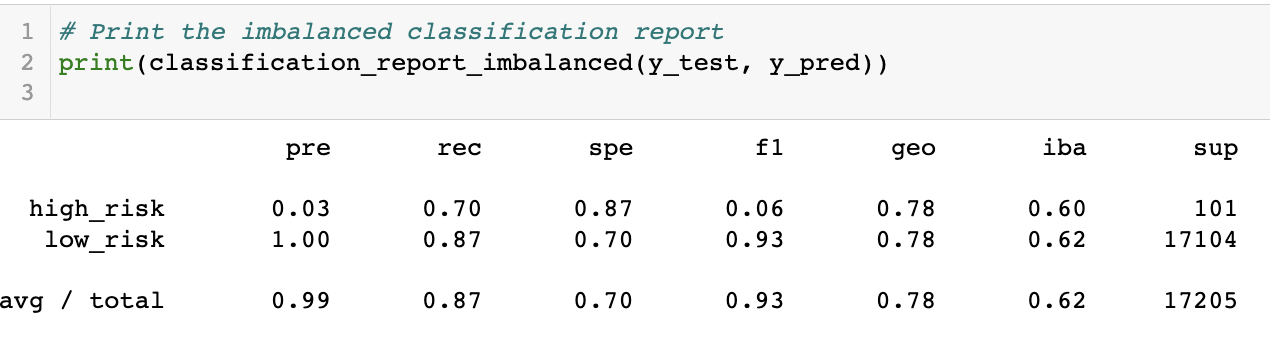 1 # Print the imbalanced classification report
2 print(classification_report_imbalanced(y_test, y_pred))
3
pre rec spe f1 geo iba sup
high_risk 0.03 0.70 0.87 0.06 0.78 0.60 101
low_risk 1.00 0.87 0.70 0.93 0.78 0.62 17104
avg / total 0.99 0.87 0.70 0.93 0.78 0.62 17205